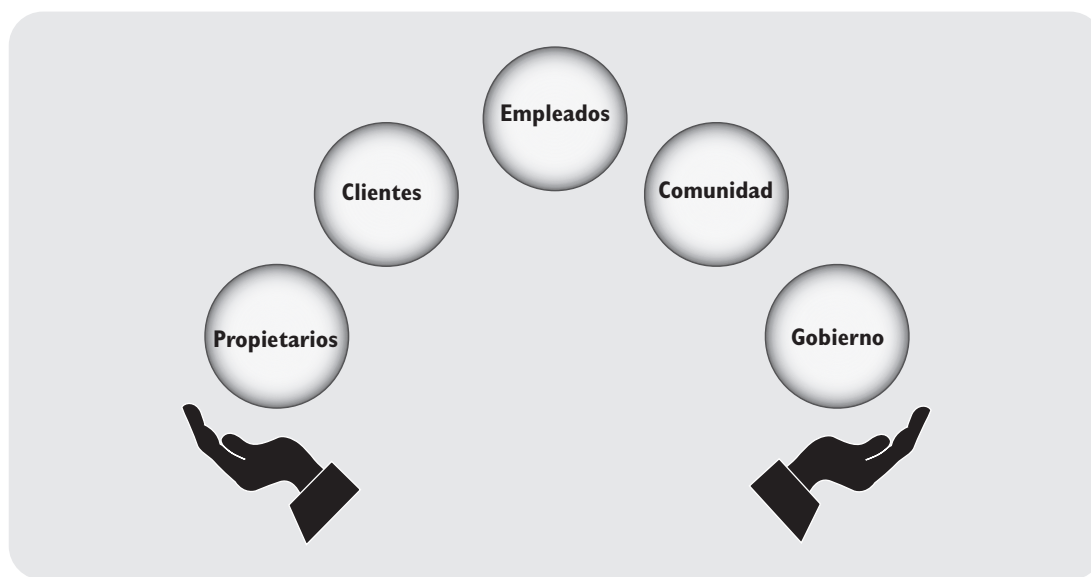 Empleados
Clientes
Comunidad
Propietarios
Gobierno